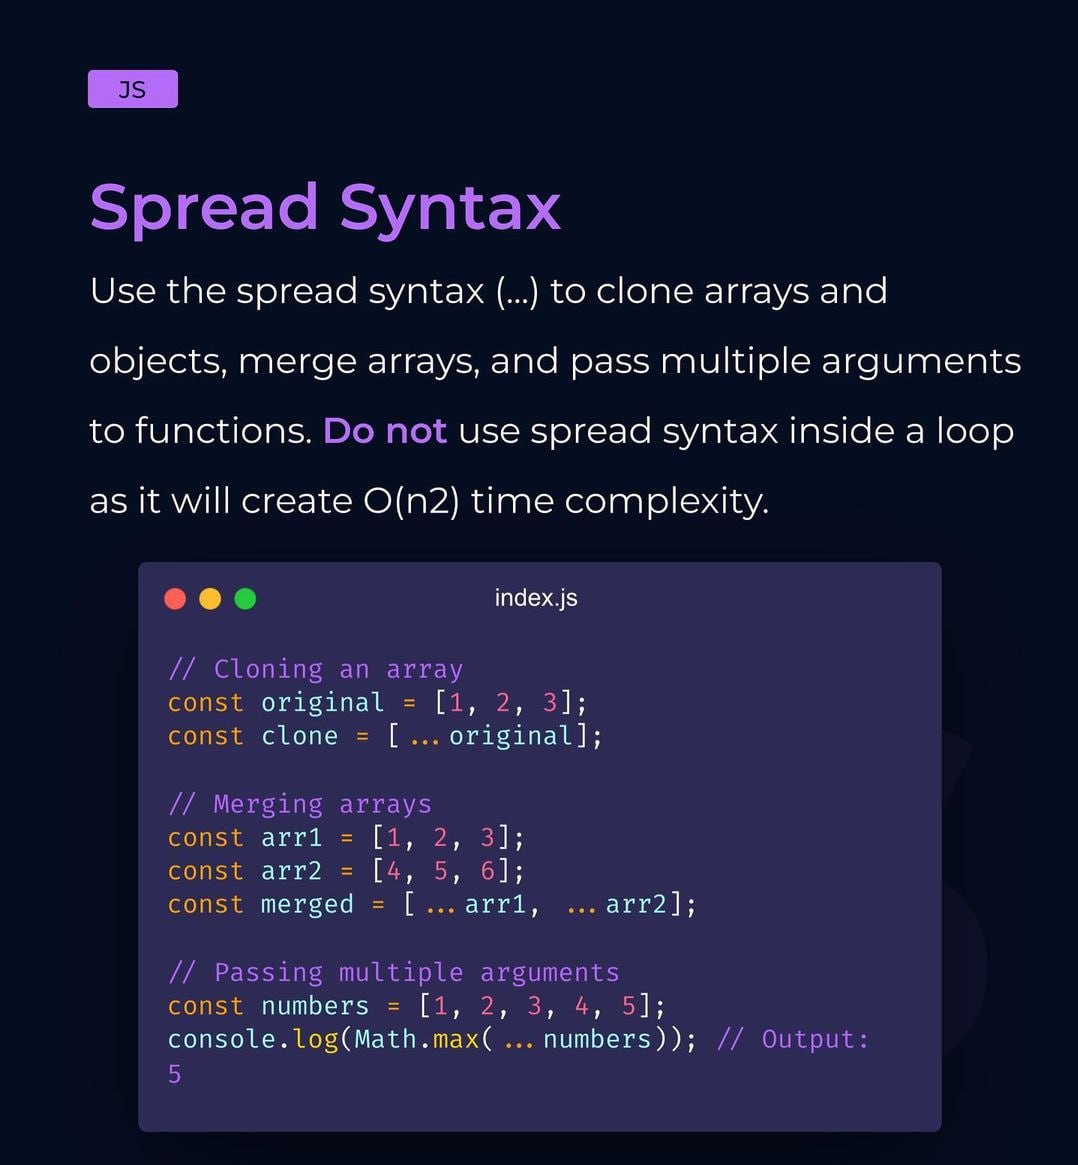 JS
Spread Syntax
Use the spread syntax (...) to clone arrays and
objects, merge arrays, and pass multiple arguments
to functions. Do not use spread syntax inside a loop
as it will create O(n2) time complexity.
index.js
// Cloning an array
const original = [1, 2, 3];
const clone = [...original];
// Merging arrays
const arr1 = [1, 2, 3];
const arr2 = [4, 5, 6];
const merged = [...arr1, ...arr2];
// Passing multiple arguments
const numbers = [1, 2, 3, 4, 5];
console.log(Math.max(...numbers)); // Output:
5